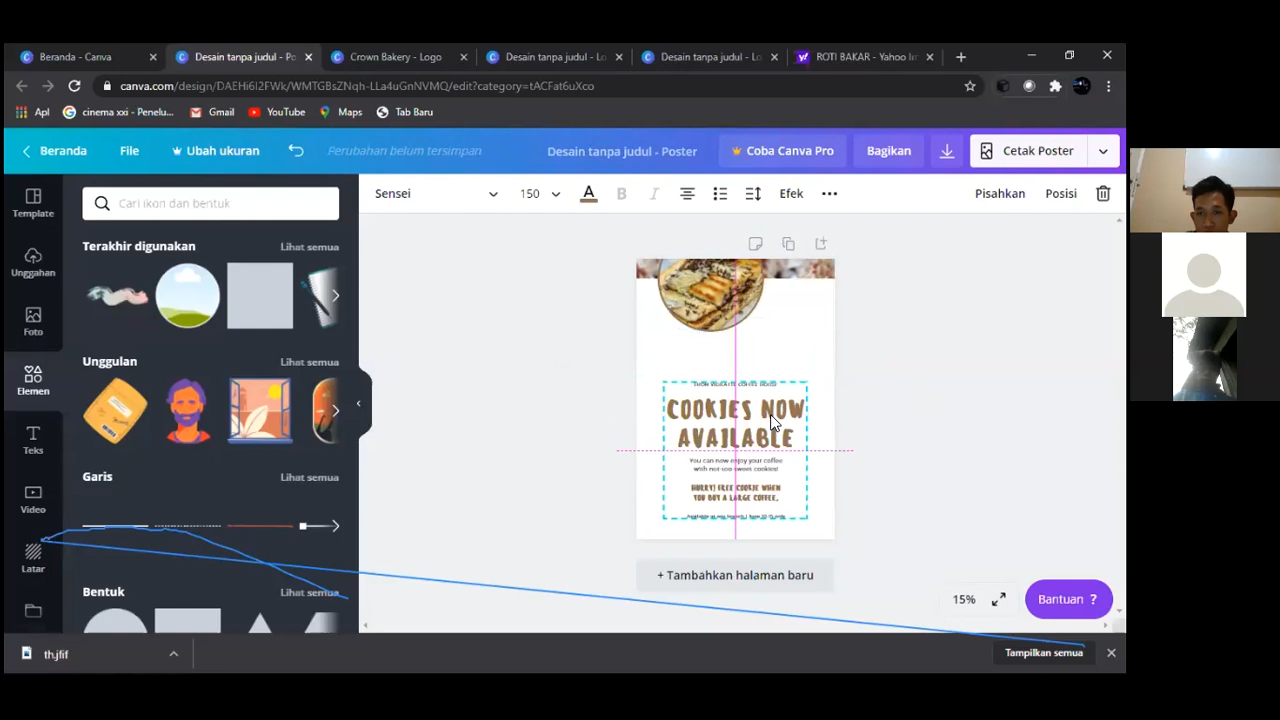 Beranda - Canva
Desain tanpa judul - Po
Crown Bakery - Logo
Desain tanpa judul - Lo
Desain tanpa judul - Lo
ROTI BAKAR - Yahoo Im
canva.com/design/DAEHi6I2FWk/WMTGBsZNqh-LLa4uGnNVMQ/edit?category=tACFat6uXco
Apl
cinema xxi - Penelu...
Gmail
YouTube
Maps
Tab Baru
Beranda
File
Ubah ukuran
Perubahan belum tersimpan
Desain tanpa judul - Poster
Coba Canva Pro
Bagikan
Cetak Poster
Template
Unggahan
Foto
Elemen
Teks
Video
Latar
Cari ikon dan bentuk
Sensei
150
A
B
I
Efek
Pisahkan
Posisi
Terakhir digunakan
Lihat semua
Unggulan
Lihat semua
Garis
Lihat semua
Bentuk
Lihat semua
COOKIES NOW
AVAILABLE
You can now enjoy your coffee
with not-too sweet cookies!
HURRY! FREE COOKIE WHEN
YOU BUY A LARGE COFFEE.
+ Tambahkan halaman baru
15%
Bantuan ?
th.jfif
Tampilkan semua